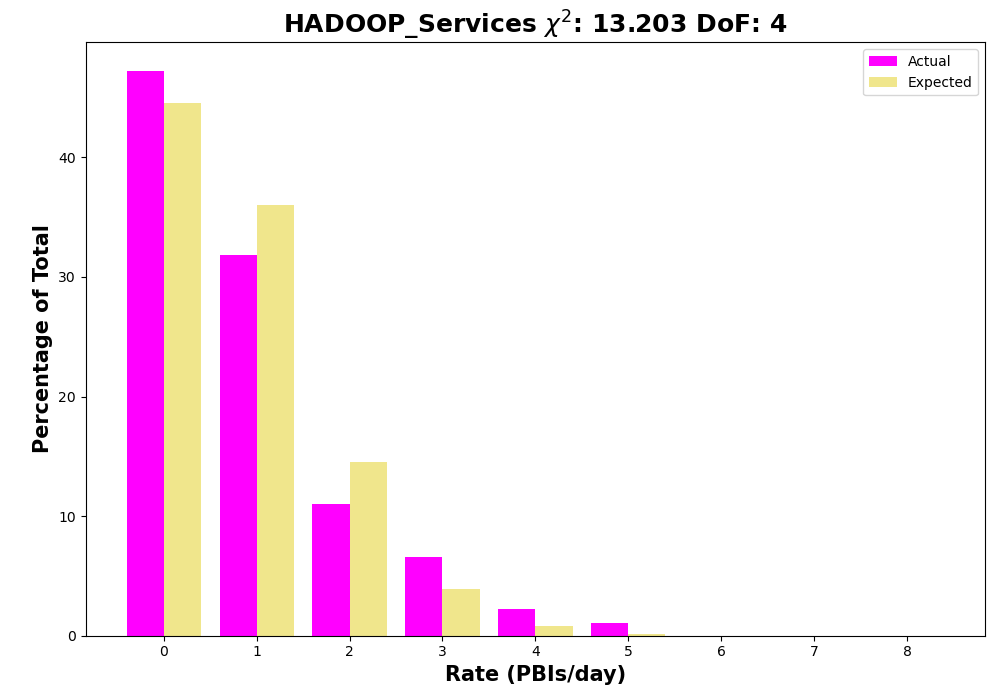 HADOOP_Services χ²: 13.203 DoF: 4
Actual
Expected
Percentage of Total
40
30
20
10
0
0 1 2 3 4 5 6 7 8
Rate (PBIs/day)